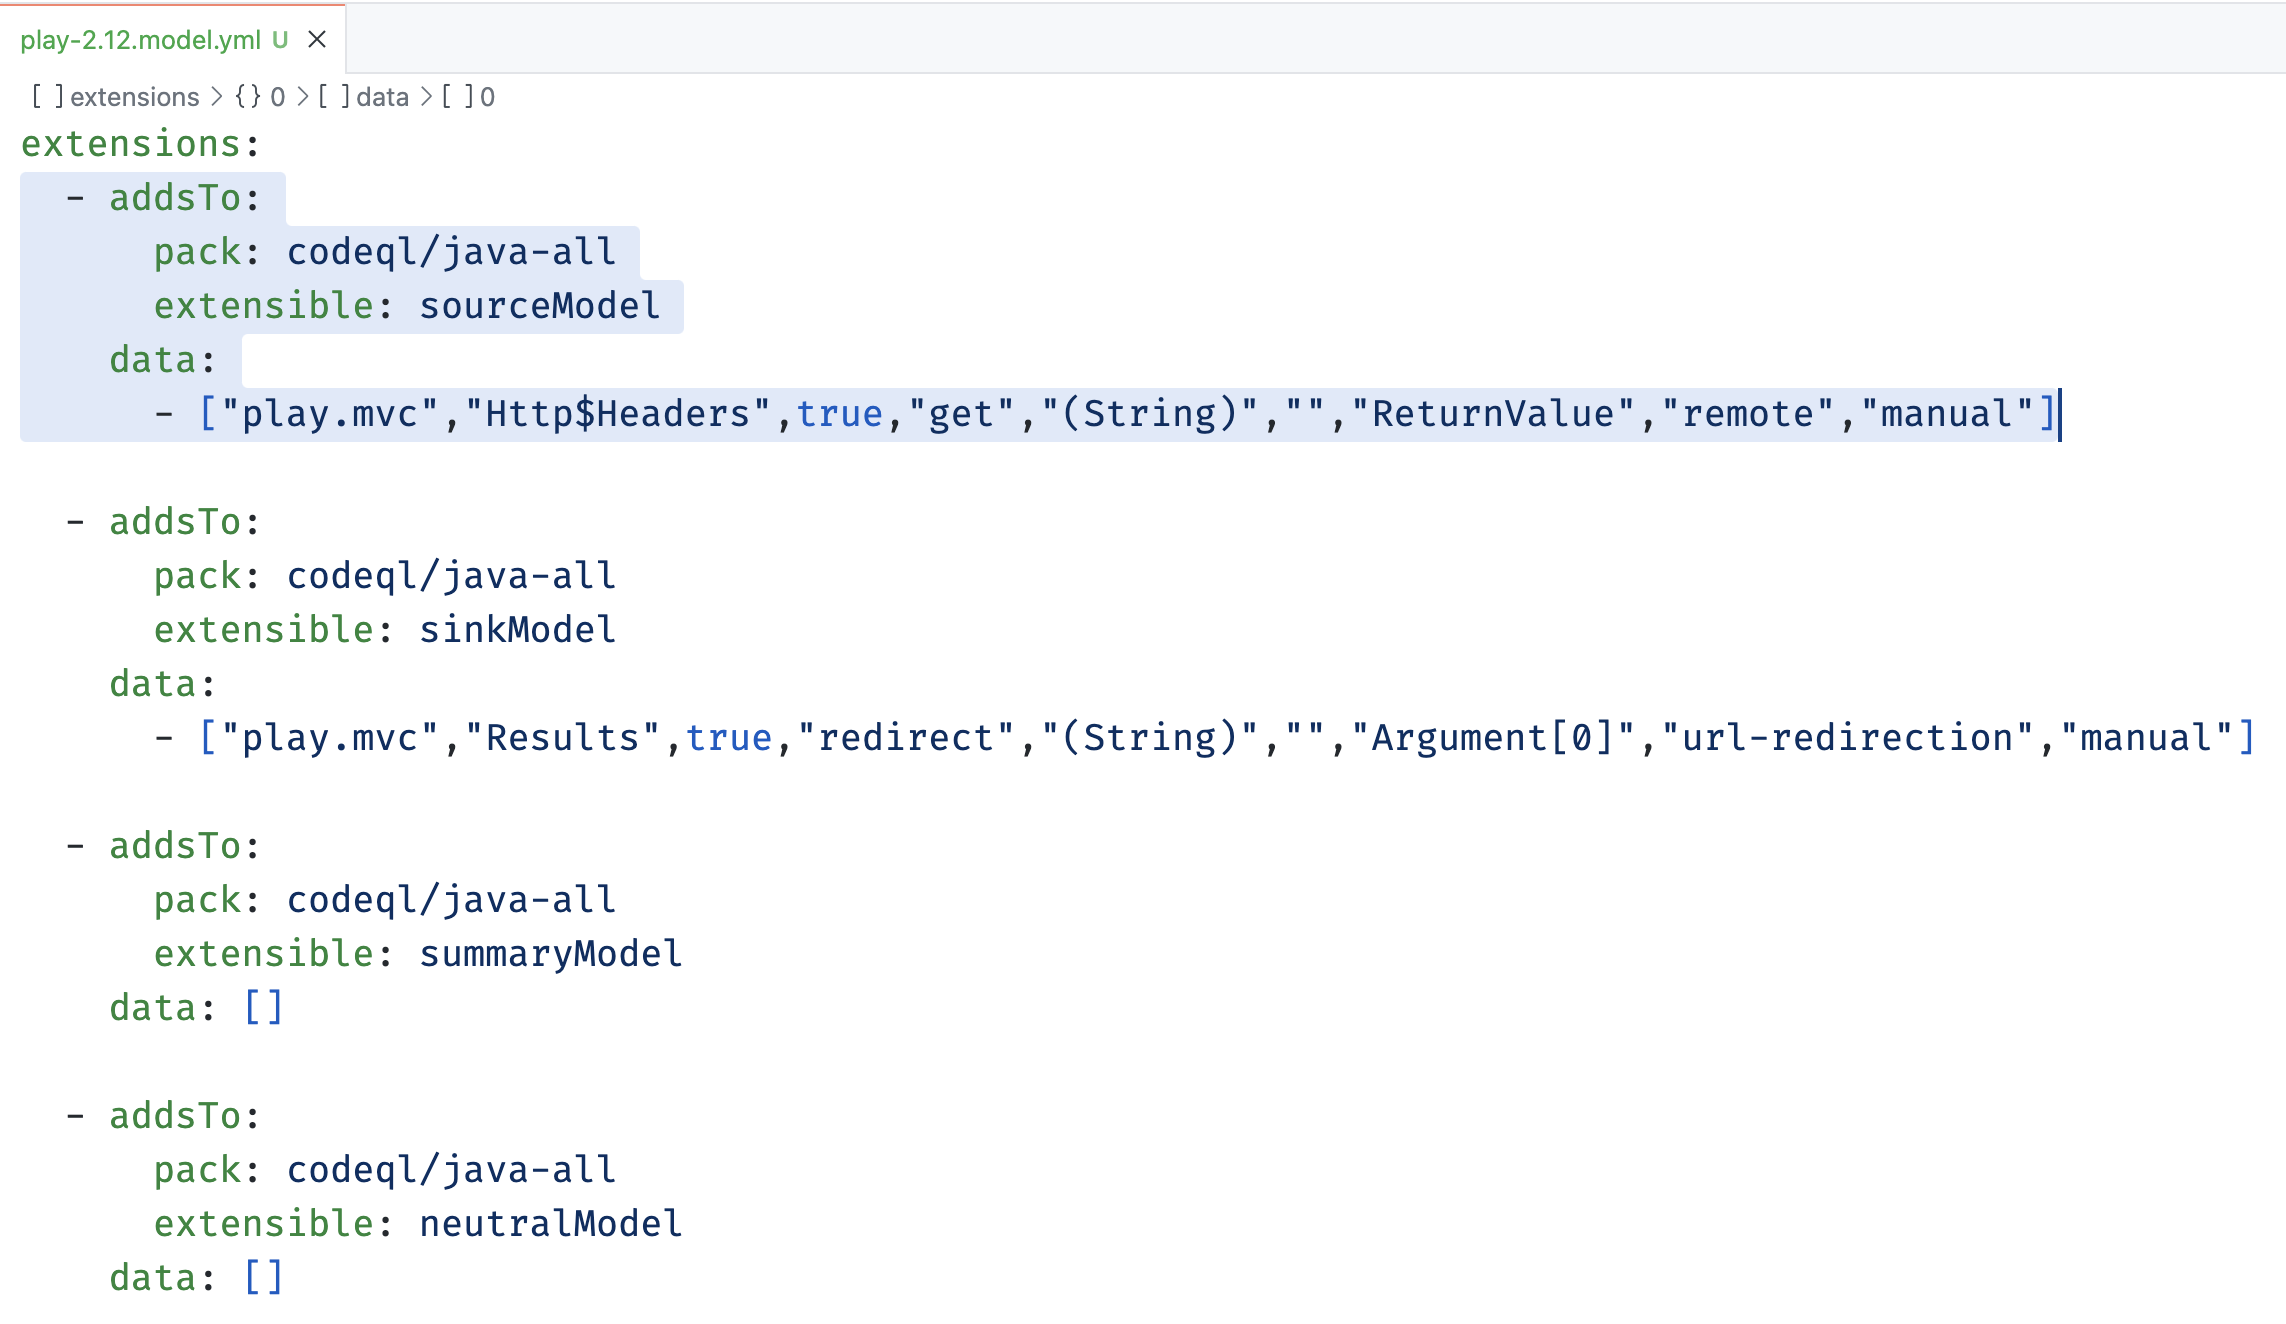 play-2.12.model.yml U
[ ] extensions > {} 0 > [ ] data > [ ] 0
extensions:
  - addsTo:
      pack: codeql/java-all
      extensible: sourceModel
    data:
      - ["play.mvc","Http$Headers",true,"get","(String)","","ReturnValue","remote","manual"]

  - addsTo:
      pack: codeql/java-all
      extensible: sinkModel
    data:
      - ["play.mvc","Results",true,"redirect","(String)","","Argument[0]","url-redirection","manual"]

  - addsTo:
      pack: codeql/java-all
      extensible: summaryModel
    data: []

  - addsTo:
      pack: codeql/java-all
      extensible: neutralModel
    data: []